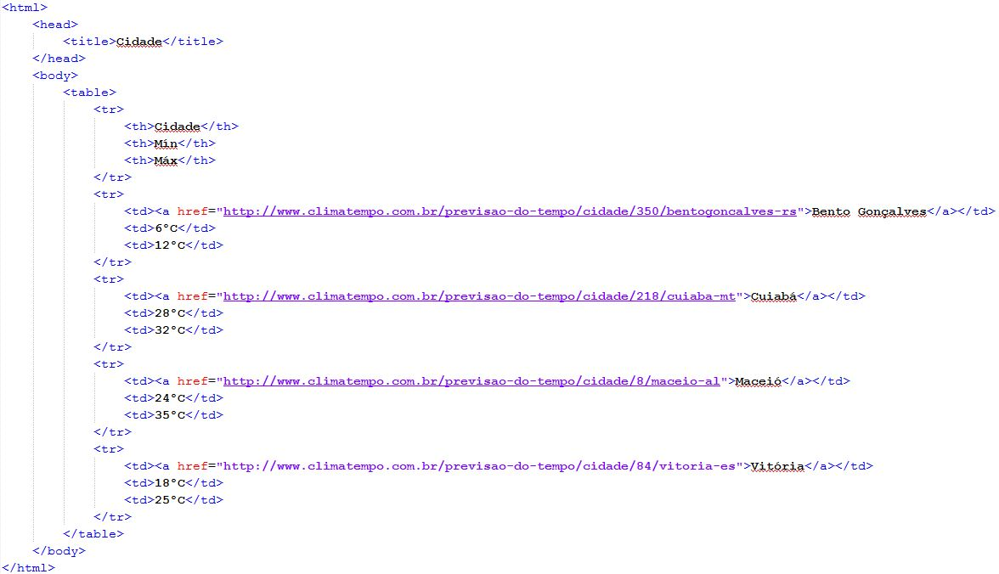 <html>
<head>
<title>Cidade</title>
</head>
<body>
<table>
<tr>
<th>Cidade</th>
<th>Mín</th>
<th>Máx</th>
</tr>
<tr>
<td><a href="http://www.climatempo.com.br/previsao-do-tempo/cidade/350/bentogoncalves-rs">Bento Gonçalves</a></td>
<td>6°C</td>
<td>12°C</td>
</tr>
<tr>
<td><a href="http://www.climatempo.com.br/previsao-do-tempo/cidade/218/cuiaba-mt">Cuiabá</a></td>
<td>28°C</td>
<td>32°C</td>
</tr>
<tr>
<td><a href="http://www.climatempo.com.br/previsao-do-tempo/cidade/8/maceio-al">Maceió</a></td>
<td>24°C</td>
<td>35°C</td>
</tr>
<tr>
<td><a href="http://www.climatempo.com.br/previsao-do-tempo/cidade/84/vitoria-es">Vitória</a></td>
<td>18°C</td>
<td>25°C</td>
</tr>
</table>
</body>
</html>